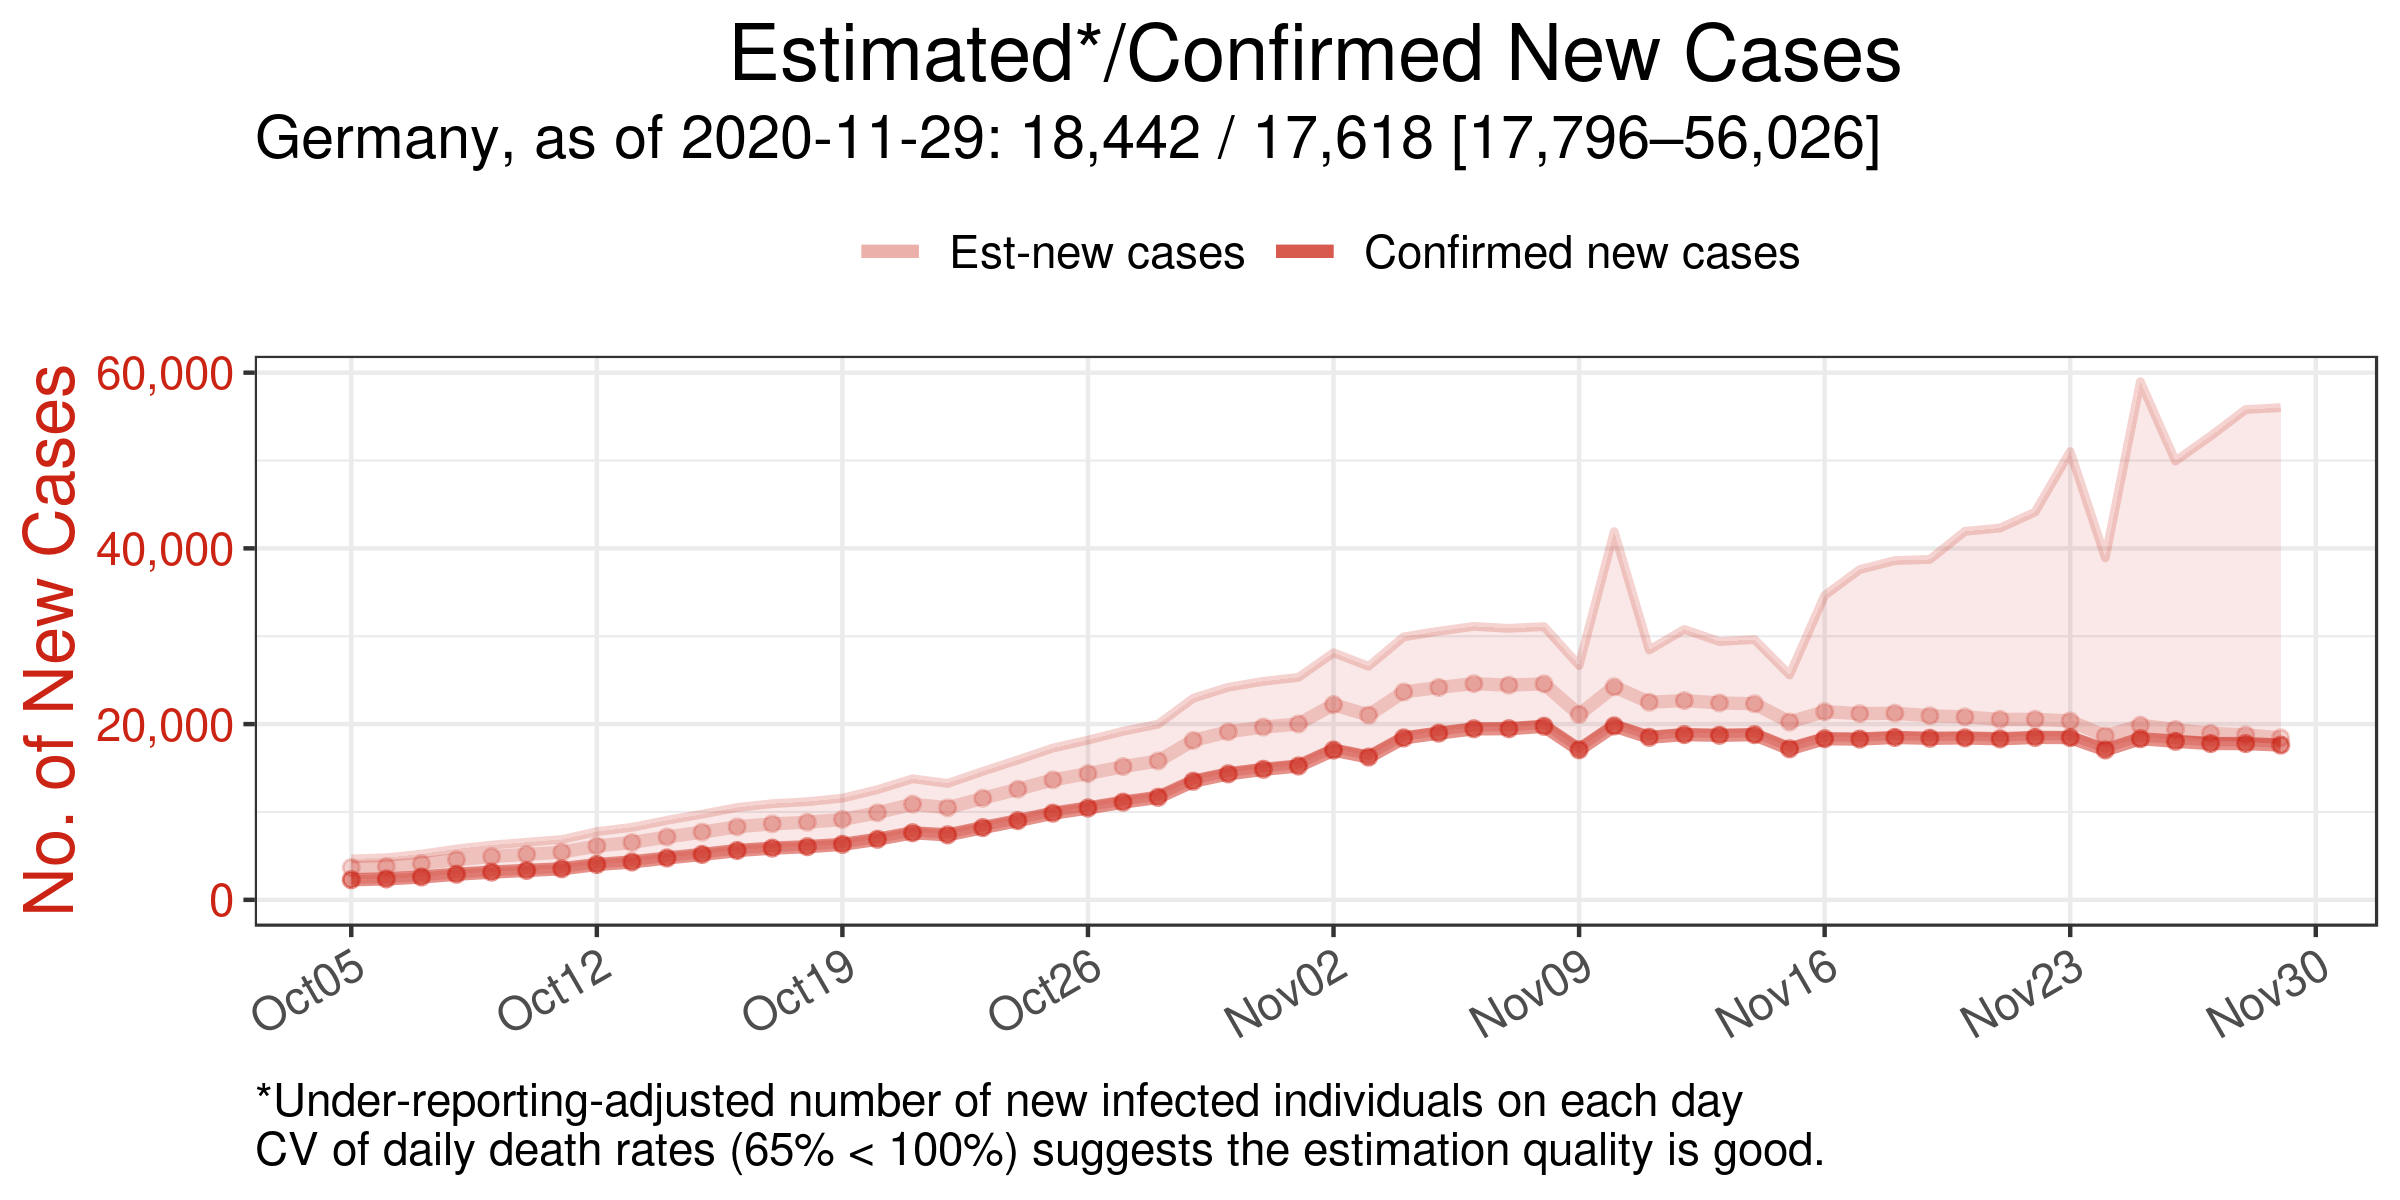 Estimated*/Confirmed New Cases
Germany, as of 2020-11-29: 18,442 / 17,618 [17,796–56,026]
Est-new cases
Confirmed new cases
No. of New Cases
60,000
40,000
20,000
0
Oct05
Oct12
Oct19
Oct26
Nov02
Nov09
Nov16
Nov23
Nov30
*Under-reporting-adjusted number of new infected individuals on each day
CV of daily death rates (65% < 100%) suggests the estimation quality is good.